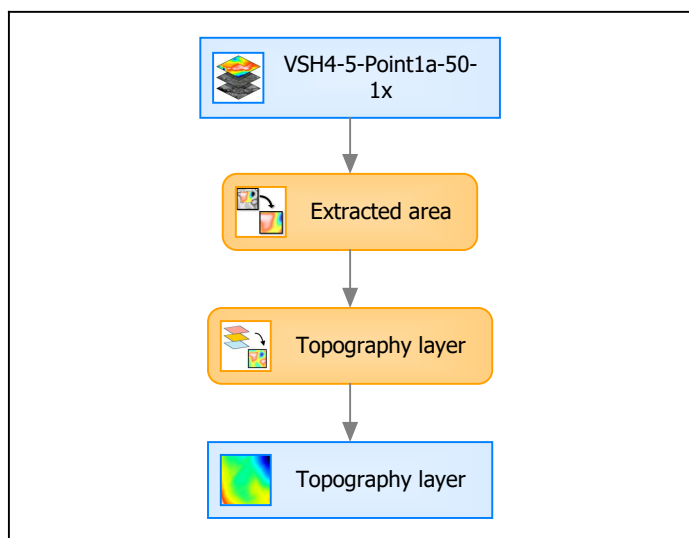 VSH4-5-Point1a-50-
1x
Extracted area
Topography layer
Topography layer